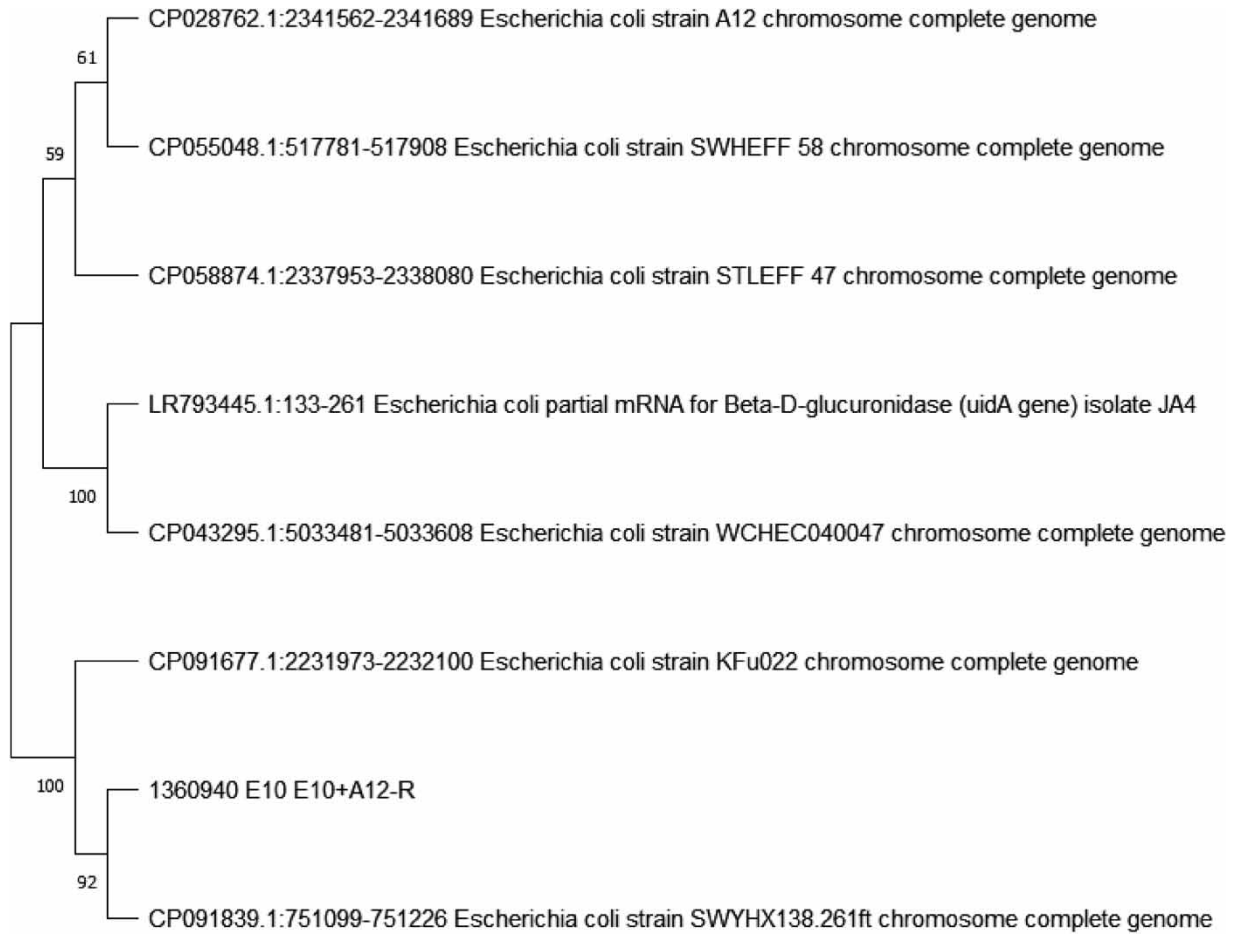 CP028762.1:2341562-2341689 Escherichia coli strain A12 chromosome complete genome
61
CP055048.1:517781-517908 Escherichia coli strain SWHEFF 58 chromosome complete genome
59
CP058874.1:2337953-2338080 Escherichia coli strain STLEFF 47 chromosome complete genome
LR793445.1:133-261 Escherichia coli partial mRNA for Beta-D-glucuronidase (uidA gene) isolate JA4
100
CP043295.1:5033481-5033608 Escherichia coli strain WCHEC040047 chromosome complete genome
CP091677.1:2231973-2232100 Escherichia coli strain KFu022 chromosome complete genome
100
1360940 E10 E10+A12-R
92
CP091839.1:751099-751226 Escherichia coli strain SWYHX138.261ft chromosome complete genome